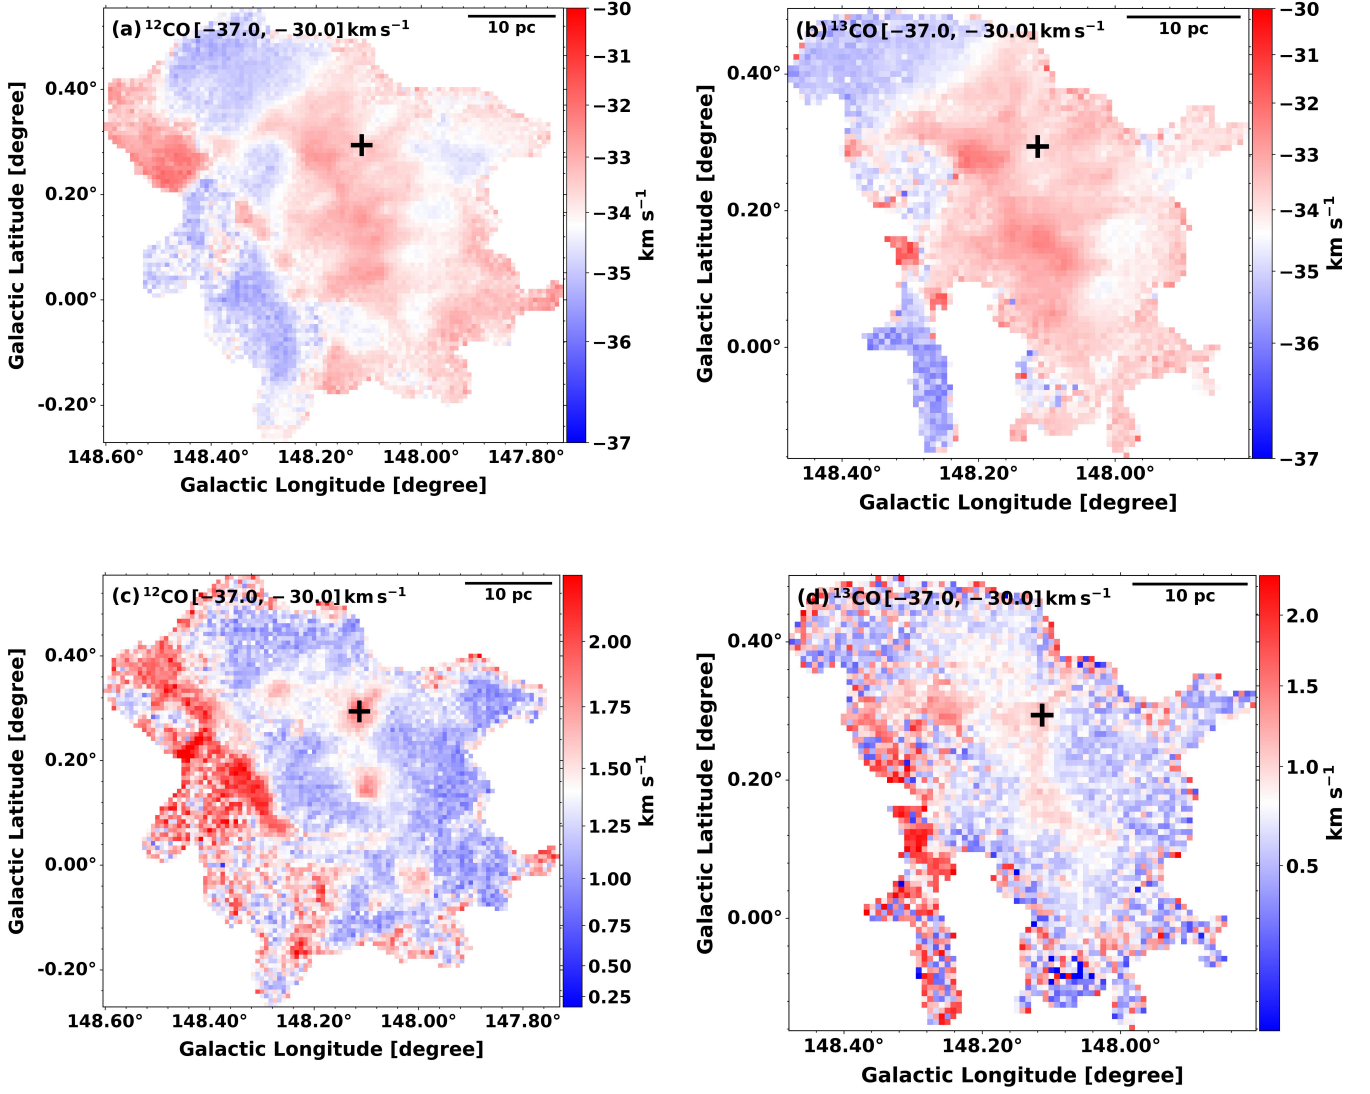 (a) ¹²CO [−37.0, −30.0] km s⁻¹
10 pc
0.40°
0.20°
0.00°
-0.20°
Galactic Latitude [degree]
148.60° 148.40° 148.20° 148.00° 147.80°
Galactic Longitude [degree]
−30
−31
−32
−33
−34
−35
−36
−37
km s⁻¹
(b) ¹³CO [−37.0, −30.0] km s⁻¹
10 pc
0.40°
0.20°
0.00°
Galactic Latitude [degree]
148.40° 148.20° 148.00°
Galactic Longitude [degree]
−30
−31
−32
−33
−34
−35
−36
−37
km s⁻¹
(c) ¹²CO [−37.0, −30.0] km s⁻¹
10 pc
0.40°
0.20°
0.00°
-0.20°
Galactic Latitude [degree]
148.60° 148.40° 148.20° 148.00° 147.80°
Galactic Longitude [degree]
2.00
1.75
1.50
1.25
1.00
0.75
0.50
0.25
km s⁻¹
(d) ¹³CO [−37.0, −30.0] km s⁻¹
10 pc
0.40°
0.20°
0.00°
Galactic Latitude [degree]
148.40° 148.20° 148.00°
Galactic Longitude [degree]
2.0
1.5
1.0
0.5
km s⁻¹